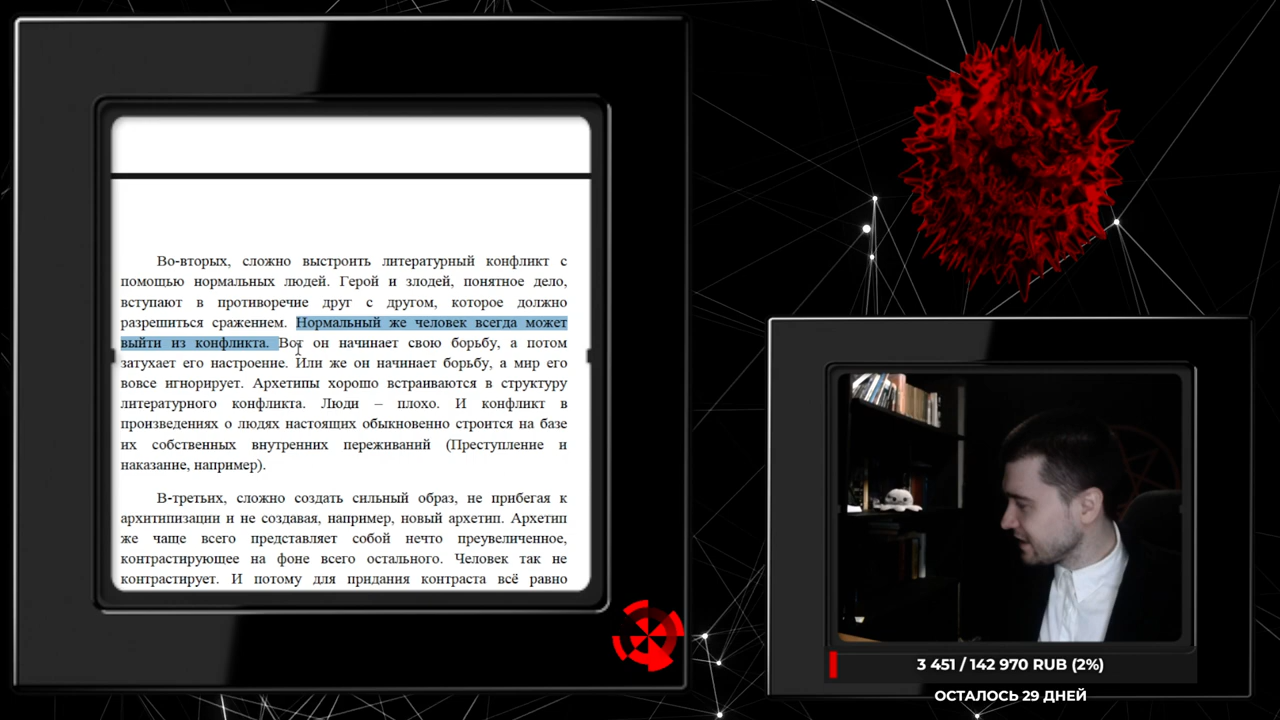 Во-вторых, сложно выстроить литературный конфликт с
помощью нормальных людей. Герой и злодей, понятное дело,
вступают в противоречие друг с другом, которое должно
разрешиться сражением. Нормальный же человек всегда может
выйти из конфликта. Вот он начинает свою борьбу, а потом
затухает его настроение. Или же он начинает борьбу, а мир его
вовсе игнорирует. Архетипы хорошо встраиваются в структуру
литературного конфликта. Люди – плохо. И конфликт в
произведениях о людях настоящих обыкновенно строится на базе
их собственных внутренних переживаний (Преступление и
наказание, например).
В-третьих, сложно создать сильный образ, не прибегая к
архитипизации и не создавая, например, новый архетип. Архетип
же чаще всего представляет собой нечто преувеличенное,
контрастирующее на фоне всего остального. Человек так не
контрастирует. И потому для придания контраста всё равно
3 451 / 142 970 RUB (2%)
ОСТАЛОСЬ 29 ДНЕЙ